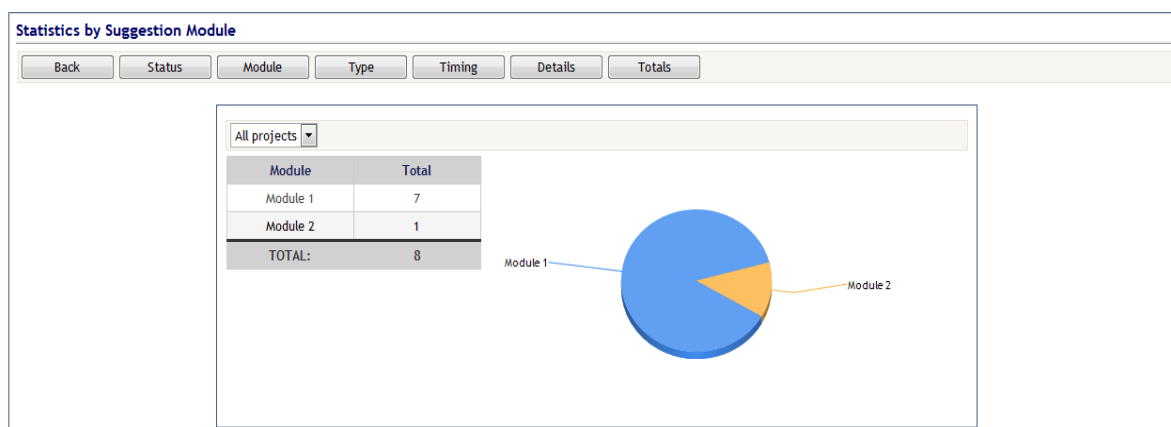 Statistics by Suggestion Module
Back Status Module Type Timing Details Totals
All projects
Module Total
Module 1 7
Module 2 1
TOTAL: 8
Module 1
Module 2